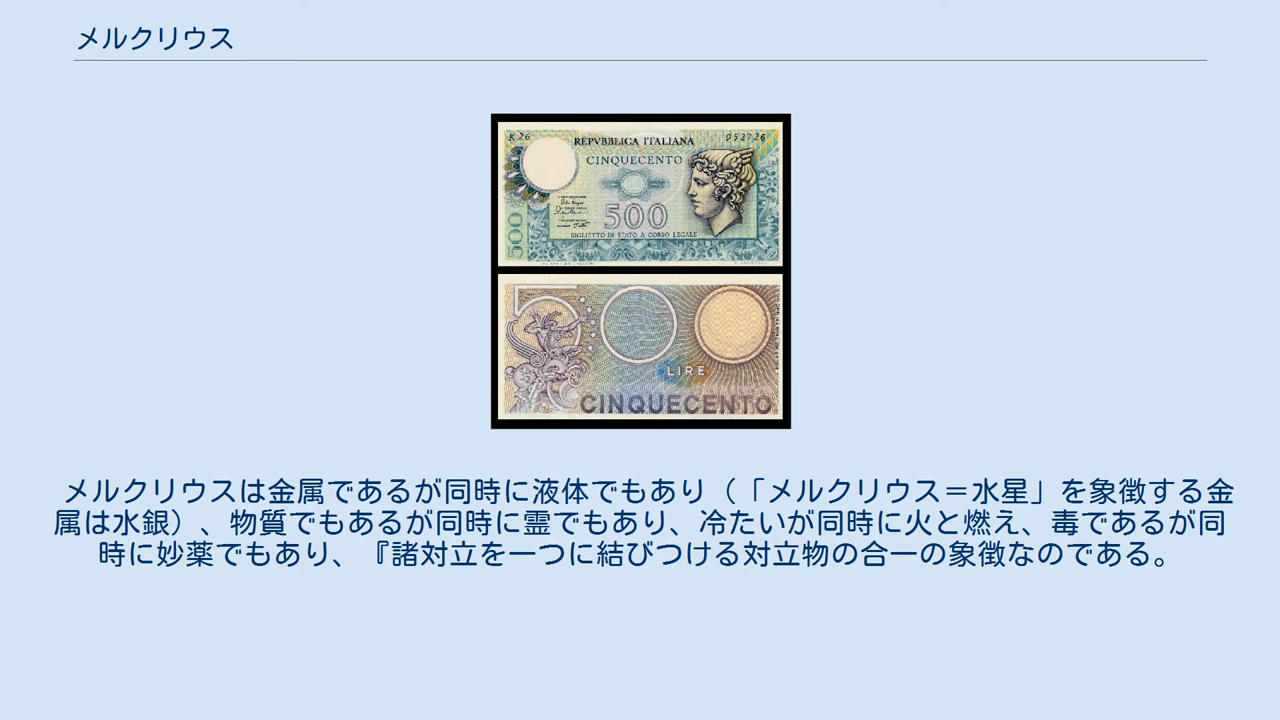 メルクリウス
K 26
952726
REPVBBLICA ITALIANA
CINQUECENTO
500
500
BIGLIETTO DI STATO A CORSO LEGALE
LIRE
CINQUECENTO
メルクリウスは金属であるが同時に液体でもあり（「メルクリウス＝水星」を象徴する金
属は水銀）、物質でもあるが同時に霊でもあり、冷たいが同時に火と燃え、毒であるが同
時に妙薬でもあり、『諸対立を一つに結びつける対立物の合一の象徴なのである。